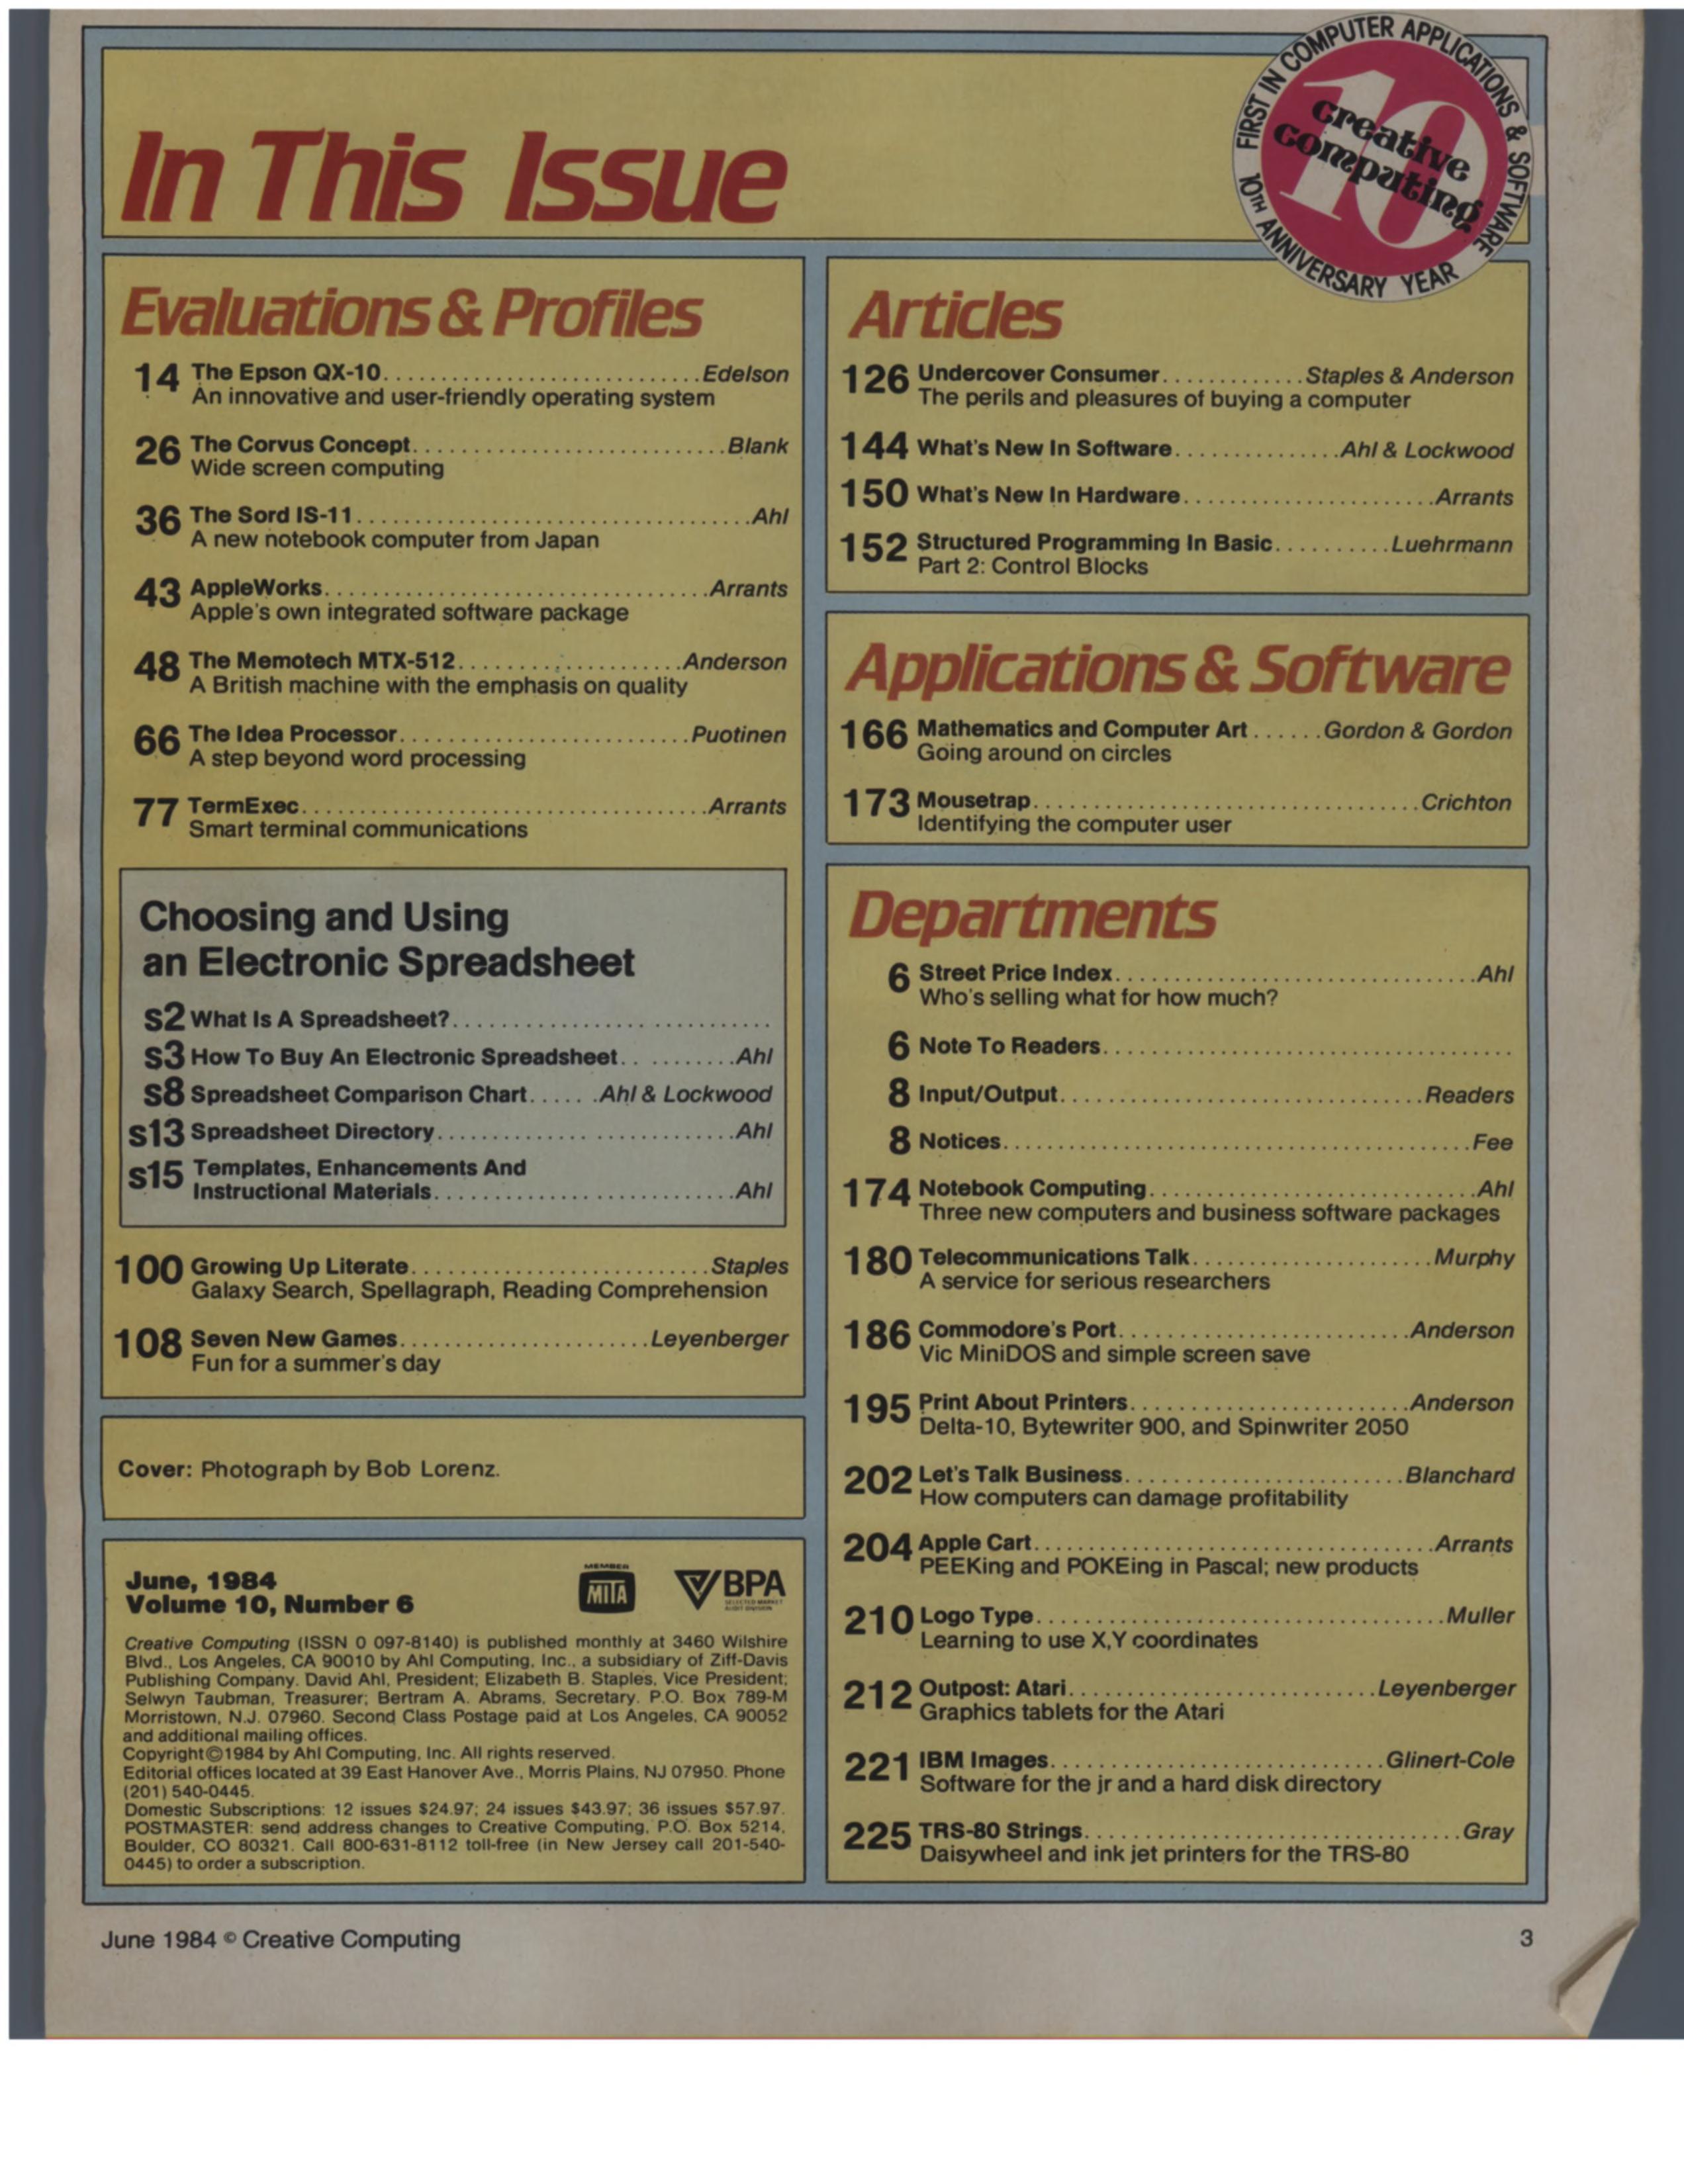 FIRST IN COMPUTER APPLICATIONS & SOFTWARE
10TH ANNIVERSARY YEAR
10
creative
computing
In This Issue
Evaluations & Profiles
14 The Epson QX-10............................Edelson
An innovative and user-friendly operating system
26 The Corvus Concept...........................Blank
Wide screen computing
36 The Sord IS-11..................................Ahl
A new notebook computer from Japan
43 AppleWorks.................................Arrants
Apple's own integrated software package
48 The Memotech MTX-512...................Anderson
A British machine with the emphasis on quality
66 The Idea Processor.........................Puotinen
A step beyond word processing
77 TermExec...................................Arrants
Smart terminal communications
Choosing and Using
an Electronic Spreadsheet
s2 What Is A Spreadsheet?............................
s3 How To Buy An Electronic Spreadsheet..........Ahl
s8 Spreadsheet Comparison Chart......Ahl & Lockwood
s13 Spreadsheet Directory..........................Ahl
s15 Templates, Enhancements And
Instructional Materials..........................Ahl
100 Growing Up Literate..........................Staples
Galaxy Search, Spellagraph, Reading Comprehension
108 Seven New Games......................Leyenberger
Fun for a summer's day
Cover: Photograph by Bob Lorenz.
June, 1984
Volume 10, Number 6
MEMBER
MITA
BPA
SELECTED MARKET
AUDIT DIVISION
Creative Computing (ISSN 0 097-8140) is published monthly at 3460 Wilshire
Blvd., Los Angeles, CA 90010 by Ahl Computing, Inc., a subsidiary of Ziff-Davis
Publishing Company. David Ahl, President; Elizabeth B. Staples, Vice President;
Selwyn Taubman, Treasurer; Bertram A. Abrams, Secretary. P.O. Box 789-M
Morristown, N.J. 07960. Second Class Postage paid at Los Angeles, CA 90052
and additional mailing offices.
Copyright©1984 by Ahl Computing, Inc. All rights reserved.
Editorial offices located at 39 East Hanover Ave., Morris Plains, NJ 07950. Phone
(201) 540-0445.
Domestic Subscriptions: 12 issues $24.97; 24 issues $43.97; 36 issues $57.97.
POSTMASTER: send address changes to Creative Computing, P.O. Box 5214,
Boulder, CO 80321. Call 800-631-8112 toll-free (in New Jersey call 201-540-
0445) to order a subscription.
Articles
126 Undercover Consumer............Staples & Anderson
The perils and pleasures of buying a computer
144 What's New In Software..............Ahl & Lockwood
150 What's New In Hardware......................Arrants
152 Structured Programming In Basic..........Luehrmann
Part 2: Control Blocks
Applications & Software
166 Mathematics and Computer Art......Gordon & Gordon
Going around on circles
173 Mousetrap.................................Crichton
Identifying the computer user
Departments
6 Street Price Index...............................Ahl
Who's selling what for how much?
6 Note To Readers...................................
8 Input/Output...............................Readers
8 Notices........................................Fee
174 Notebook Computing............................Ahl
Three new computers and business software packages
180 Telecommunications Talk.....................Murphy
A service for serious researchers
186 Commodore's Port.........................Anderson
Vic MiniDOS and simple screen save
195 Print About Printers........................Anderson
Delta-10, Bytewriter 900, and Spinwriter 2050
202 Let's Talk Business........................Blanchard
How computers can damage profitability
204 Apple Cart..................................Arrants
PEEKing and POKEing in Pascal; new products
210 Logo Type...................................Muller
Learning to use X,Y coordinates
212 Outpost: Atari..........................Leyenberger
Graphics tablets for the Atari
221 IBM Images............................Glinert-Cole
Software for the jr and a hard disk directory
225 TRS-80 Strings................................Gray
Daisywheel and ink jet printers for the TRS-80
June 1984 © Creative Computing
3